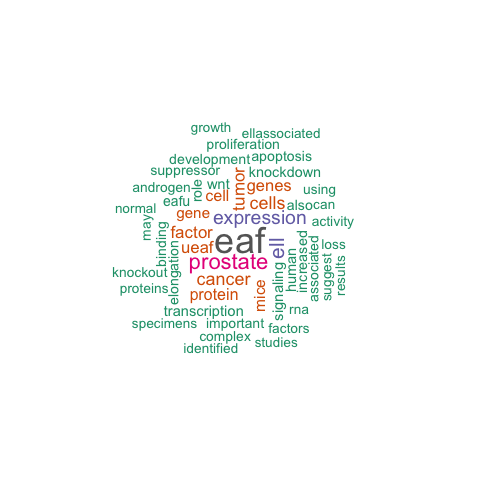 growth
ellassociated
proliferation
development apoptosis
suppressor knockdown
androgen role wnt tumor genes using
eafu cell cells also can
normal may gene expression activity
binding factor eaf ell loss
ueaf prostate
knockout elongation cancer mice signaling human increased associated suggest results
proteins protein rna
transcription
specimens important factors
complex studies
identified